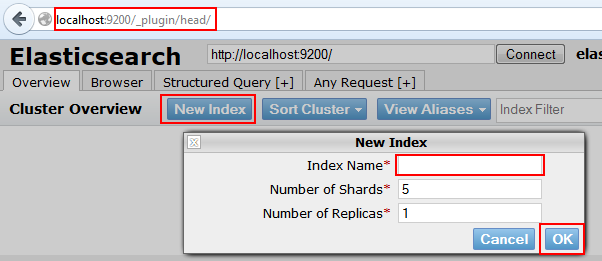 localhost:9200/_plugin/head/
Elasticsearch http://localhost:9200/ Connect
Overview Browser Structured Query [+] Any Request [+]
Cluster Overview New Index Sort Cluster View Aliases Index Filter
New Index
Index Name*
Number of Shards* 5
Number of Replicas* 1
Cancel OK